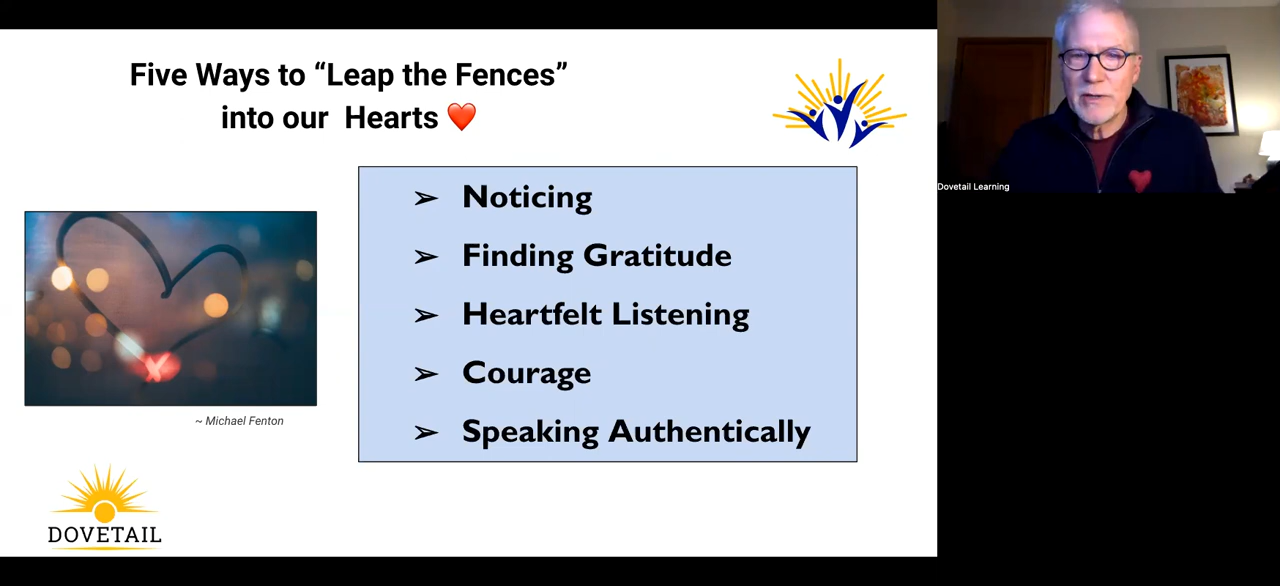 Five Ways to “Leap the Fences”
into our Hearts ❤️
➢ Noticing
➢ Finding Gratitude
➢ Heartfelt Listening
➢ Courage
➢ Speaking Authentically
~ Michael Fenton
DOVETAIL
Dovetail Learning